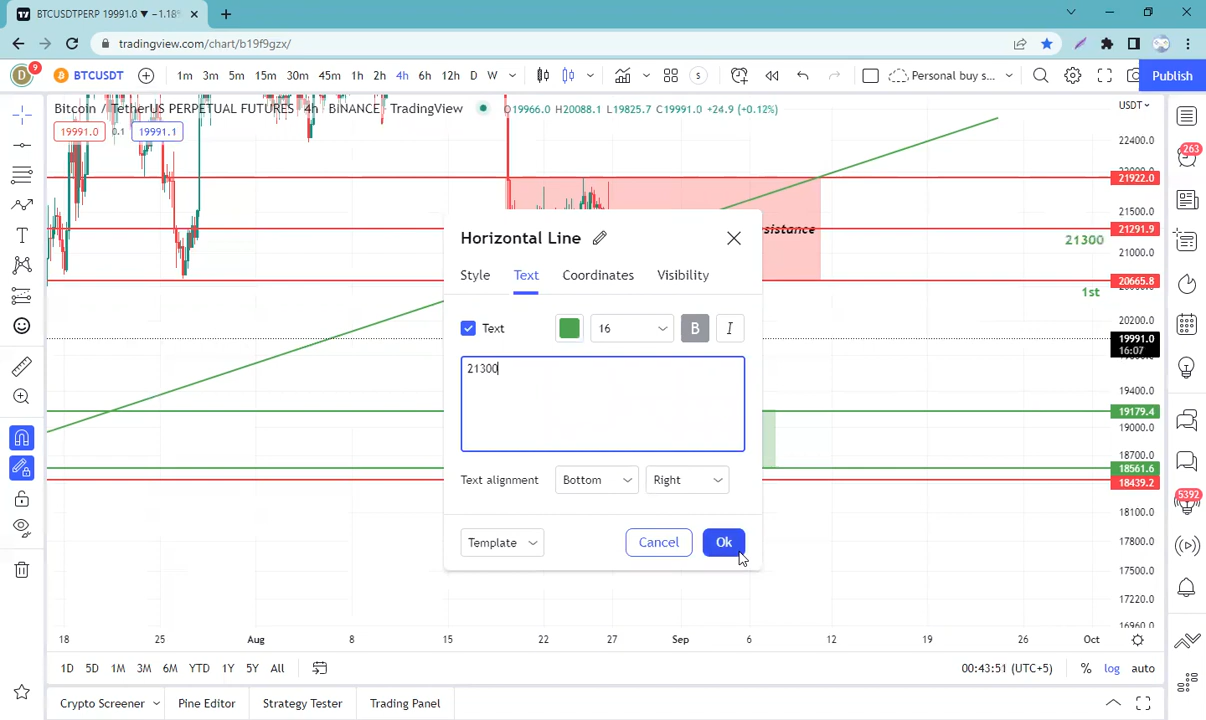 BTCUSDTPERP 19991.0 ▼ −1.18%
tradingview.com/chart/b19f9gzx/
D 9 BTCUSDT 1m 3m 5m 15m 30m 45m 1h 2h 4h 6h 12h D W S Personal buy s... Publish
Bitcoin / TetherUS PERPETUAL FUTURES 4h BINANCE TradingView O19966.0 H20088.1 L19825.7 C19991.0 +24.9 (+0.12%) USDT
19991.0 0.1 19991.1
22400.0
263
21922.0
21500.0
sistance 21291.9
21300
21000.0
20665.8
1st
20200.0
19991.0
16:07
19400.0
19179.4
19000.0
18700.0
18561.6
18439.2
5392
18100.0
17800.0
17500.0
17220.0
16960.0
Horizontal Line
Style Text Coordinates Visibility
Text 16 B I
21300
Text alignment Bottom Right
Template Cancel Ok
18 25 Aug 8 15 22 27 Sep 6 12 19 26 Oct
1D 5D 1M 3M 6M YTD 1Y 5Y All 00:43:51 (UTC+5) % log auto
Crypto Screener Pine Editor Strategy Tester Trading Panel